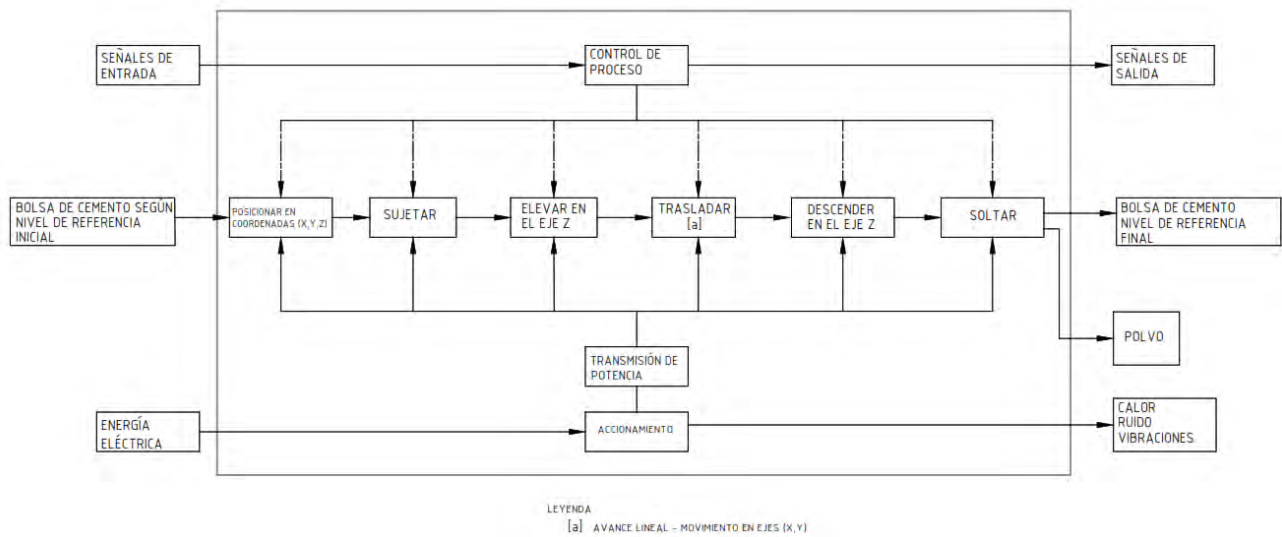 SEÑALES DE
ENTRADA
CONTROL DE
PROCESO
SEÑALES DE
SALIDA
BOLSA DE CEMENTO SEGÚN
NIVEL DE REFERENCIA
INICIAL
POSICIONAR EN
COORDENADAS (X,Y,Z)
SUJETAR
ELEVAR EN
EL EJE Z
TRASLADAR
[a]
DESCENDER
EN EL EJE Z
SOLTAR
BOLSA DE CEMENTO
NIVEL DE REFERENCIA
FINAL
POLVO
TRANSMISIÓN DE
POTENCIA
ENERGÍA
ELÉCTRICA
ACCIONAMIENTO
CALOR
RUIDO
VIBRACIONES
LEYENDA
[a] AVANCE LINEAL - MOVIMIENTO EN EJES (X,Y)